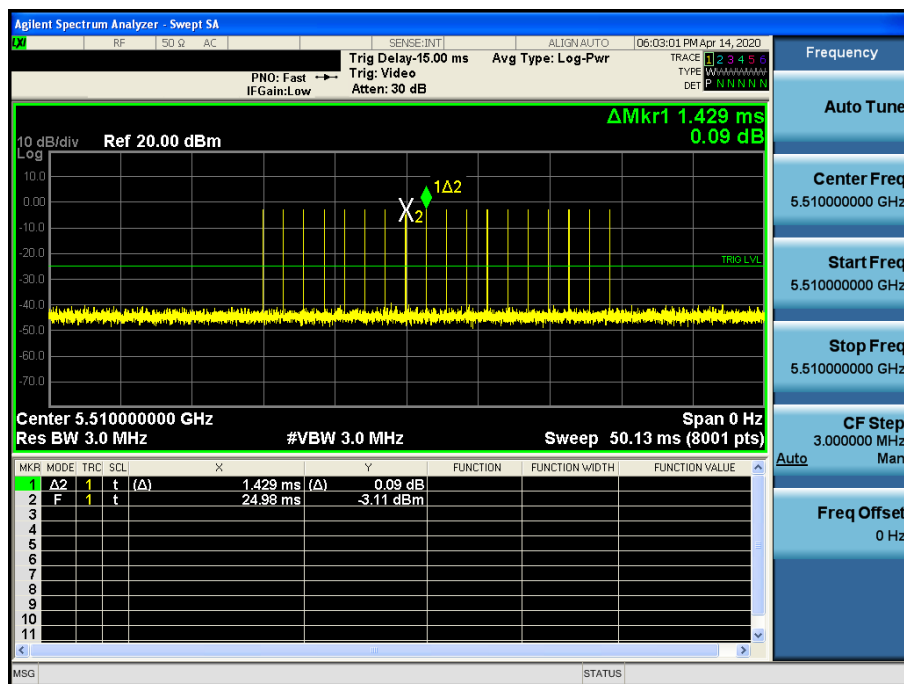 Agilent Spectrum Analyzer - Swept SA
LXI RF 50 Ω AC SENSE:INT ALIGN AUTO 06:03:01 PM Apr 14, 2020
PNO: Fast
IFGain:Low
Trig Delay-15.00 ms
Trig: Video
Atten: 30 dB
Avg Type: Log-Pwr
TRACE 1 2 3 4 5 6
TYPE W
DET P N N N N N
ΔMkr1 1.429 ms
0.09 dB
10 dB/div Ref 20.00 dBm
Log
10.0
0.00
-10.0
-20.0
-30.0
-40.0
-50.0
-60.0
-70.0
1Δ2
X2
TRIG LVL
Center 5.510000000 GHz Span 0 Hz
Res BW 3.0 MHz #VBW 3.0 MHz Sweep 50.13 ms (8001 pts)
MKR MODE TRC SCL X Y FUNCTION FUNCTION WIDTH FUNCTION VALUE
1 Δ2 1 t (Δ) 1.429 ms (Δ) 0.09 dB
2 F 1 t 24.98 ms -3.11 dBm
3
4
5
6
7
8
9
10
11
MSG STATUS
Frequency
Auto Tune
Center Freq
5.510000000 GHz
Start Freq
5.510000000 GHz
Stop Freq
5.510000000 GHz
CF Step
3.000000 MHz
Auto Man
Freq Offset
0 Hz